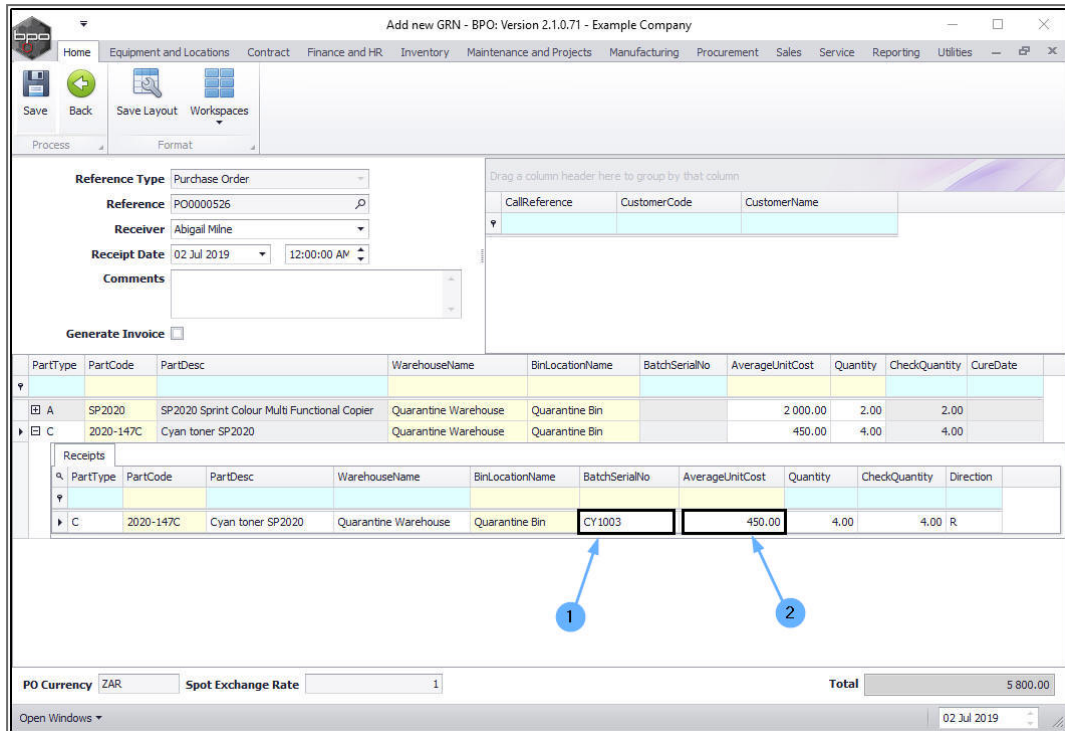 bpo
Add new GRN - BPO: Version 2.1.0.71 - Example Company
Home Equipment and Locations Contract Finance and HR Inventory Maintenance and Projects Manufacturing Procurement Sales Service Reporting Utilities
Save Back Save Layout Workspaces
Process Format
Reference Type Purchase Order
Reference PO0000526
Receiver Abigail Milne
Receipt Date 02 Jul 2019 12:00:00 AM
Comments
Generate Invoice
Drag a column header here to group by that column
CallReference CustomerCode CustomerName
PartType PartCode PartDesc WarehouseName BinLocationName BatchSerialNo AverageUnitCost Quantity CheckQuantity CureDate
A SP2020 SP2020 Sprint Colour Multi Functional Copier Quarantine Warehouse Quarantine Bin 2 000.00 2.00 2.00
C 2020-147C Cyan toner SP2020 Quarantine Warehouse Quarantine Bin 450.00 4.00 4.00
Receipts
PartType PartCode PartDesc WarehouseName BinLocationName BatchSerialNo AverageUnitCost Quantity CheckQuantity Direction
C 2020-147C Cyan toner SP2020 Quarantine Warehouse Quarantine Bin CY1003 450.00 4.00 4.00 R
1 2
PO Currency ZAR Spot Exchange Rate 1 Total 5 800.00
Open Windows 02 Jul 2019